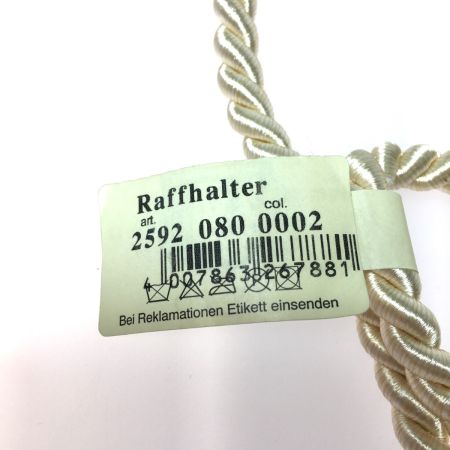 Raffhalter
art. col.
2592 080 0002
4 007863 267881
Bei Reklamationen Etikett einsenden